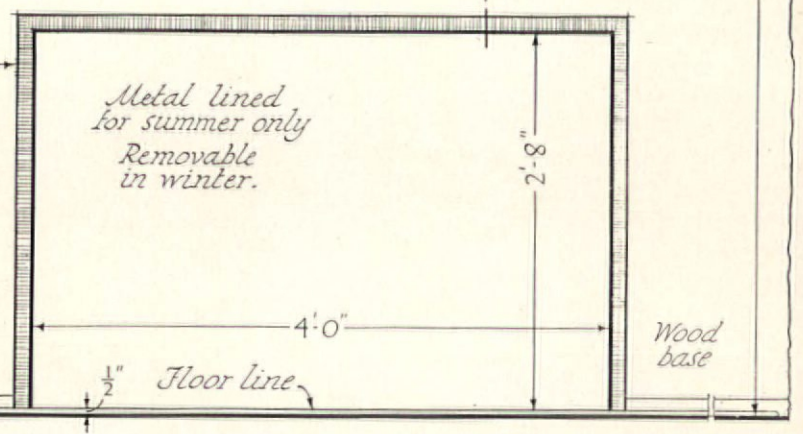 Metal lined
for summer only
Removable
in winter.
2'-8"
4'-0"
Wood
base
1/2"
Floor line